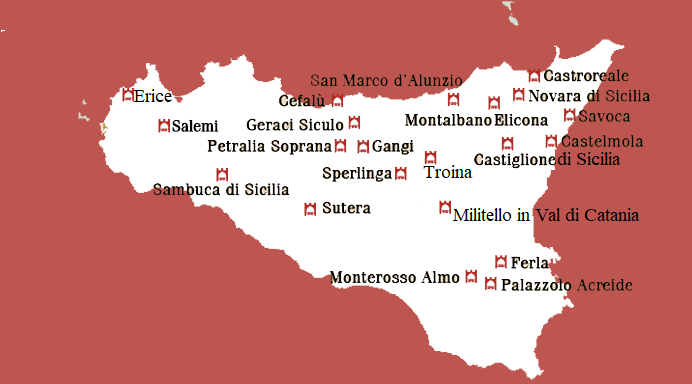 San Marco d'Alunzio
Castroreale
Erice
Cefalù
Novara di Sicilia
Savoca
Salemi
Geraci Siculo
Montalbano Elicona
Petralia Soprana
Gangi
Castelmola
Castiglione di Sicilia
Sperlinga
Troina
Sambuca di Sicilia
Sutera
Militello in Val di Catania
Ferla
Monterosso Almo
Palazzolo Acreide